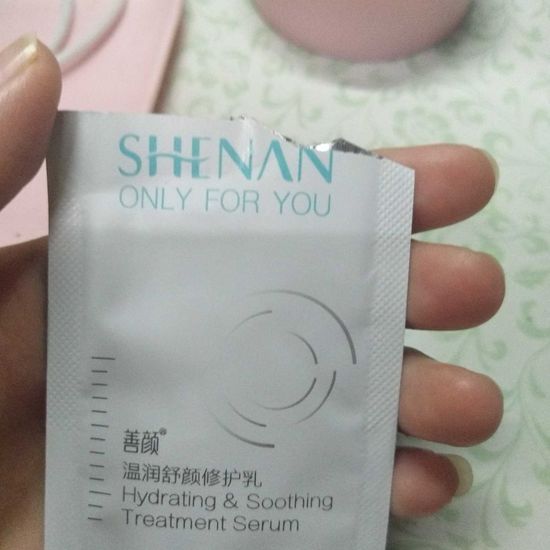 SHENAN
ONLY FOR YOU
善颜®
温润舒颜修护乳
Hydrating & Soothing
Treatment Serum